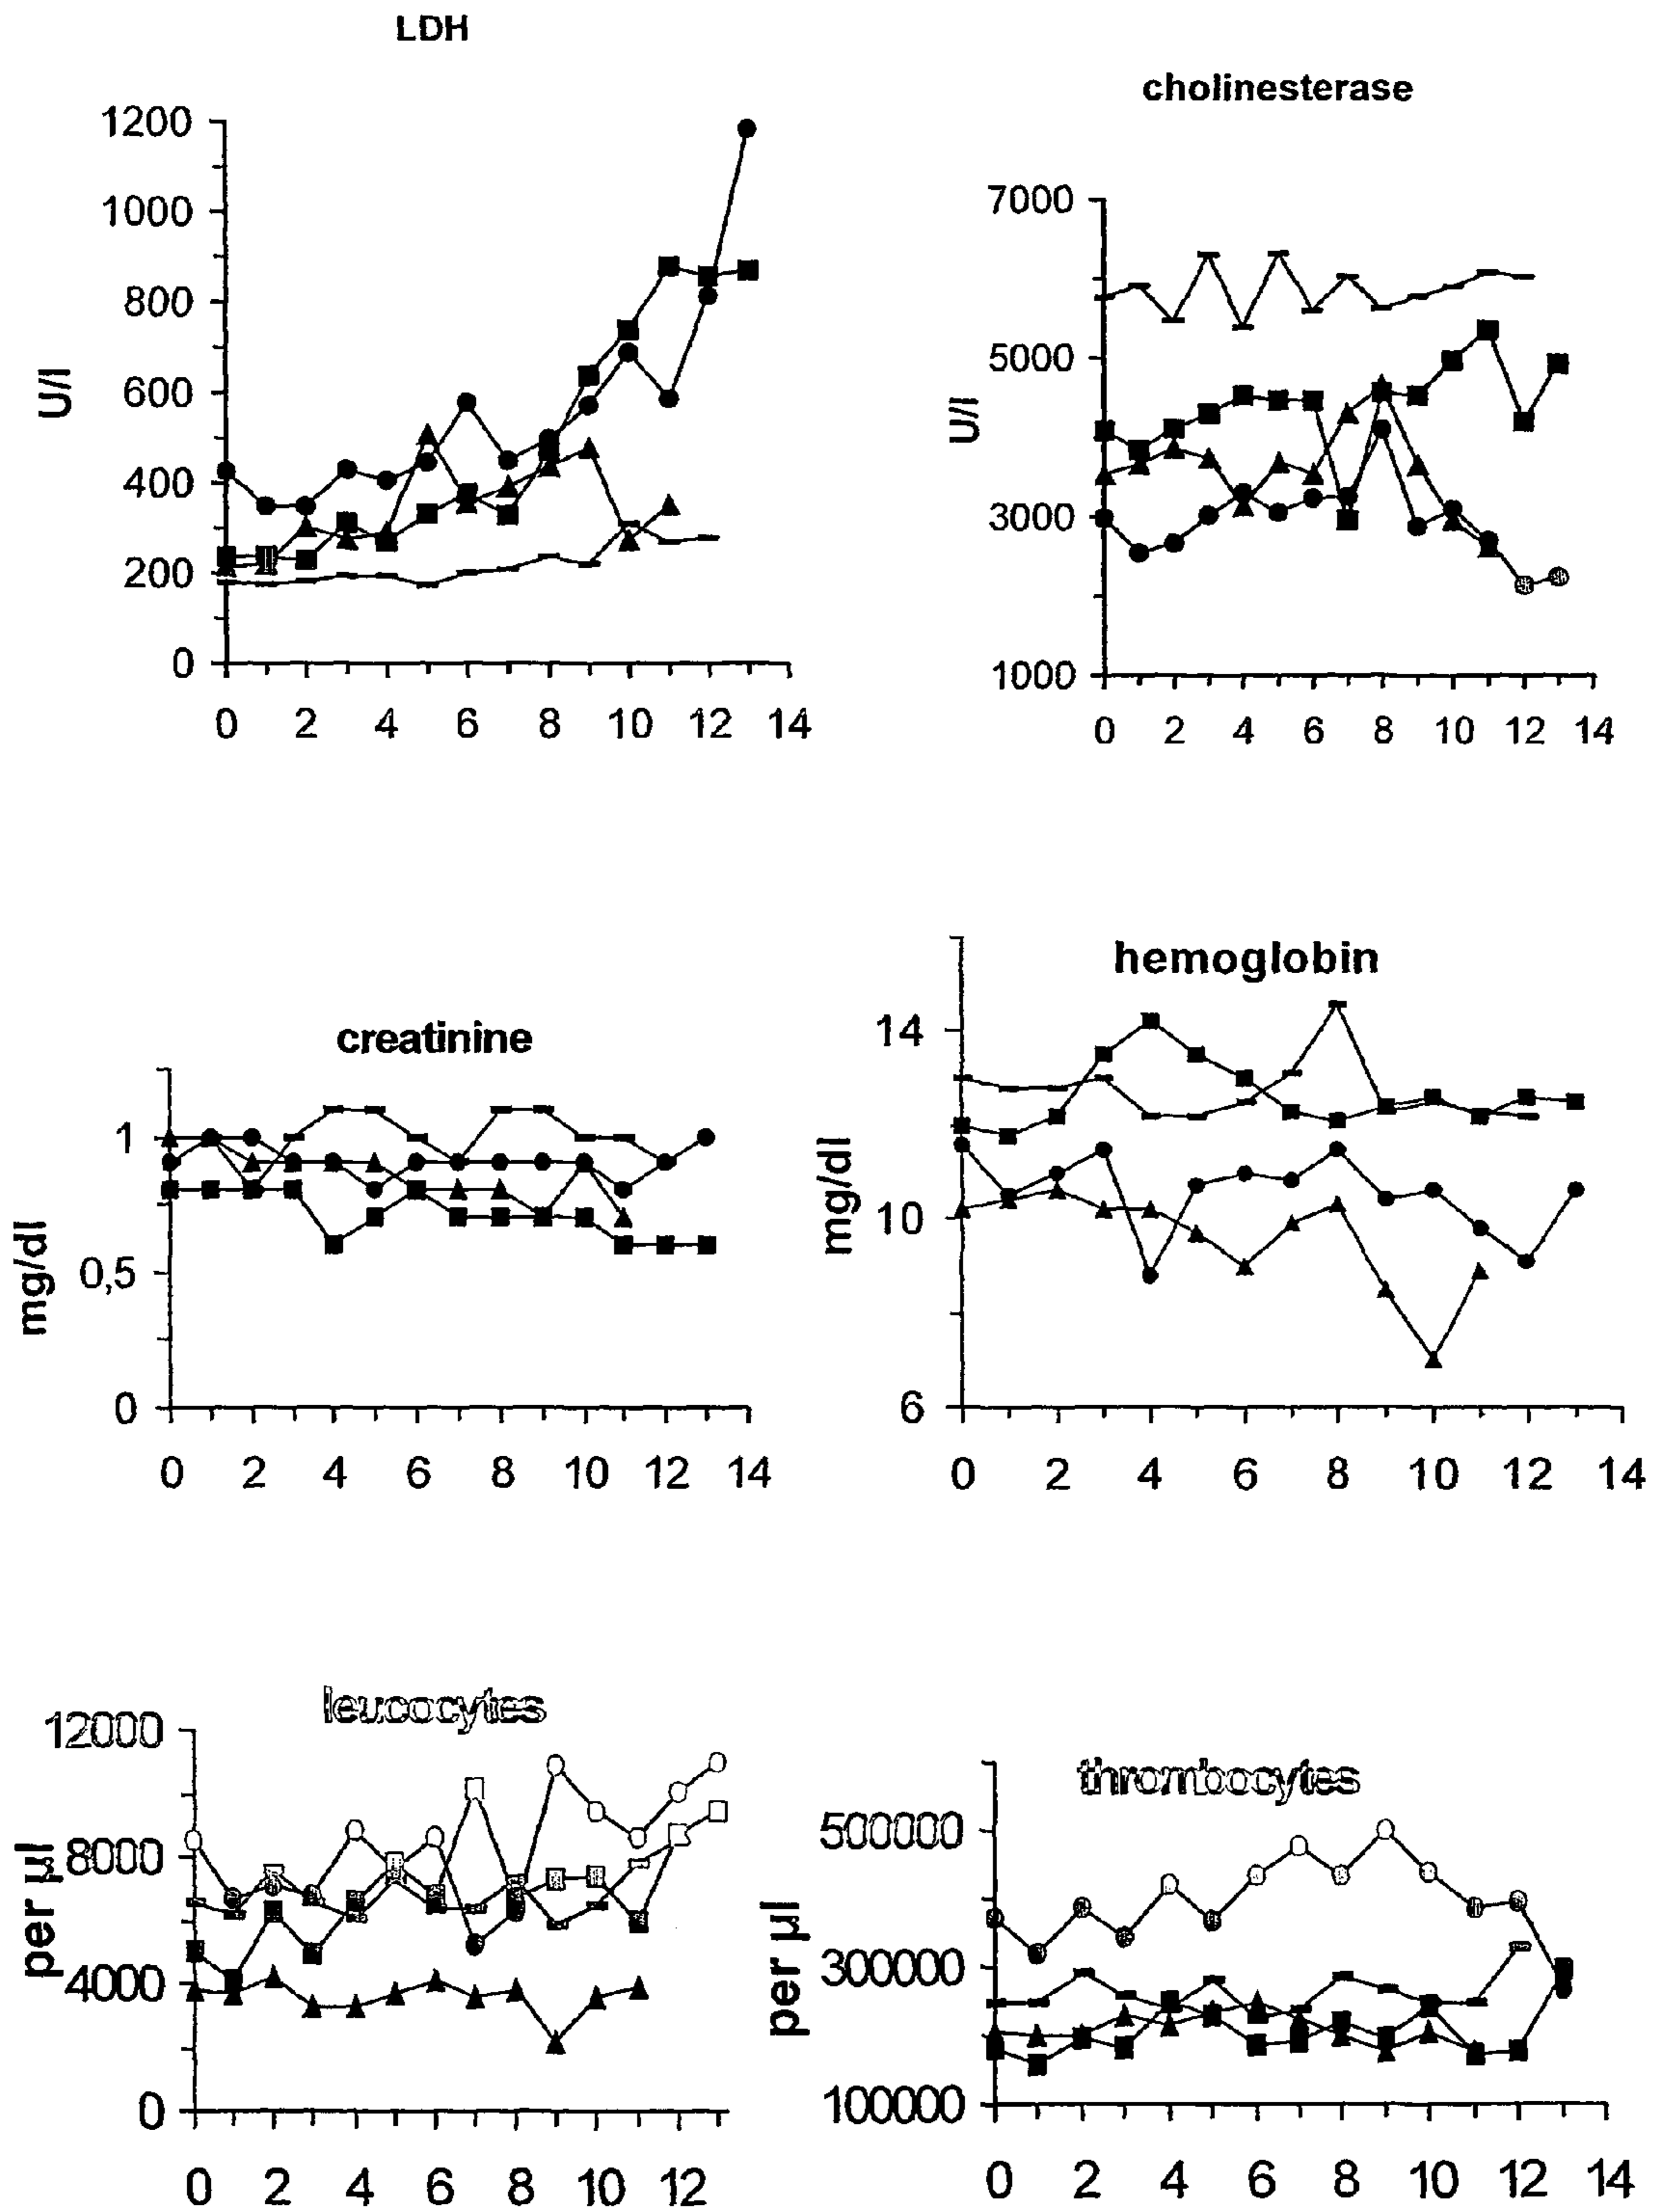 LDH
1200
1000
800
600
400
200
0
U/l
0 2 4 6 8 10 12 14
cholinesterase
7000
5000
3000
1000
U/l
0 2 4 6 8 10 12 14
creatinine
1
0,5
0
mg/dl
0 2 4 6 8 10 12 14
hemoglobin
14
10
6
mg/dl
0 2 4 6 8 10 12 14
leucocytes
12000
8000
4000
0
per µl
0 2 4 6 8 10 12
thrombocytes
500000
300000
100000
per µl
0 2 4 6 8 10 12 14